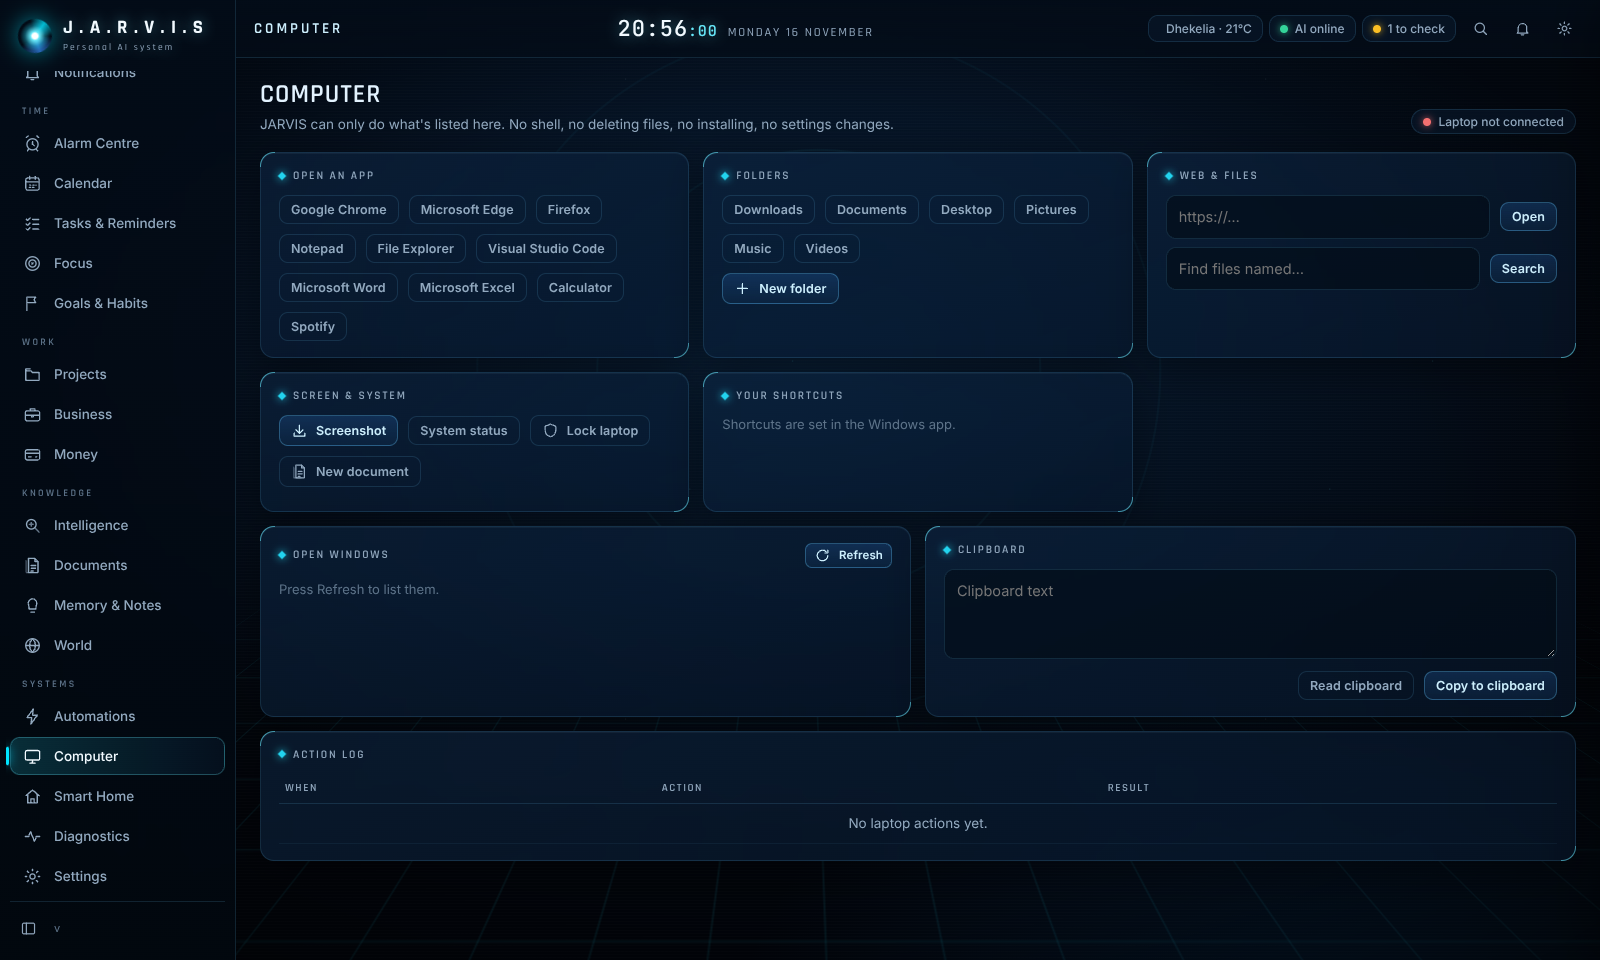 J.A.R.V.I.S
Personal AI system
Notifications
TIME
Alarm Centre
Calendar
Tasks & Reminders
Focus
Goals & Habits
WORK
Projects
Business
Money
KNOWLEDGE
Intelligence
Documents
Memory & Notes
World
SYSTEMS
Automations
Computer
Smart Home
Diagnostics
Settings
v
COMPUTER
20:56:00 MONDAY 16 NOVEMBER
Dhekelia · 21°C
AI online
1 to check
COMPUTER
JARVIS can only do what's listed here. No shell, no deleting files, no installing, no settings changes.
Laptop not connected
OPEN AN APP
Google Chrome Microsoft Edge Firefox
Notepad File Explorer Visual Studio Code
Microsoft Word Microsoft Excel Calculator
Spotify
FOLDERS
Downloads Documents Desktop Pictures
Music Videos
New folder
WEB & FILES
https://... Open
Find files named... Search
SCREEN & SYSTEM
Screenshot System status Lock laptop
New document
YOUR SHORTCUTS
Shortcuts are set in the Windows app.
OPEN WINDOWS Refresh
Press Refresh to list them.
CLIPBOARD
Clipboard text
Read clipboard Copy to clipboard
ACTION LOG
WHEN ACTION RESULT
No laptop actions yet.